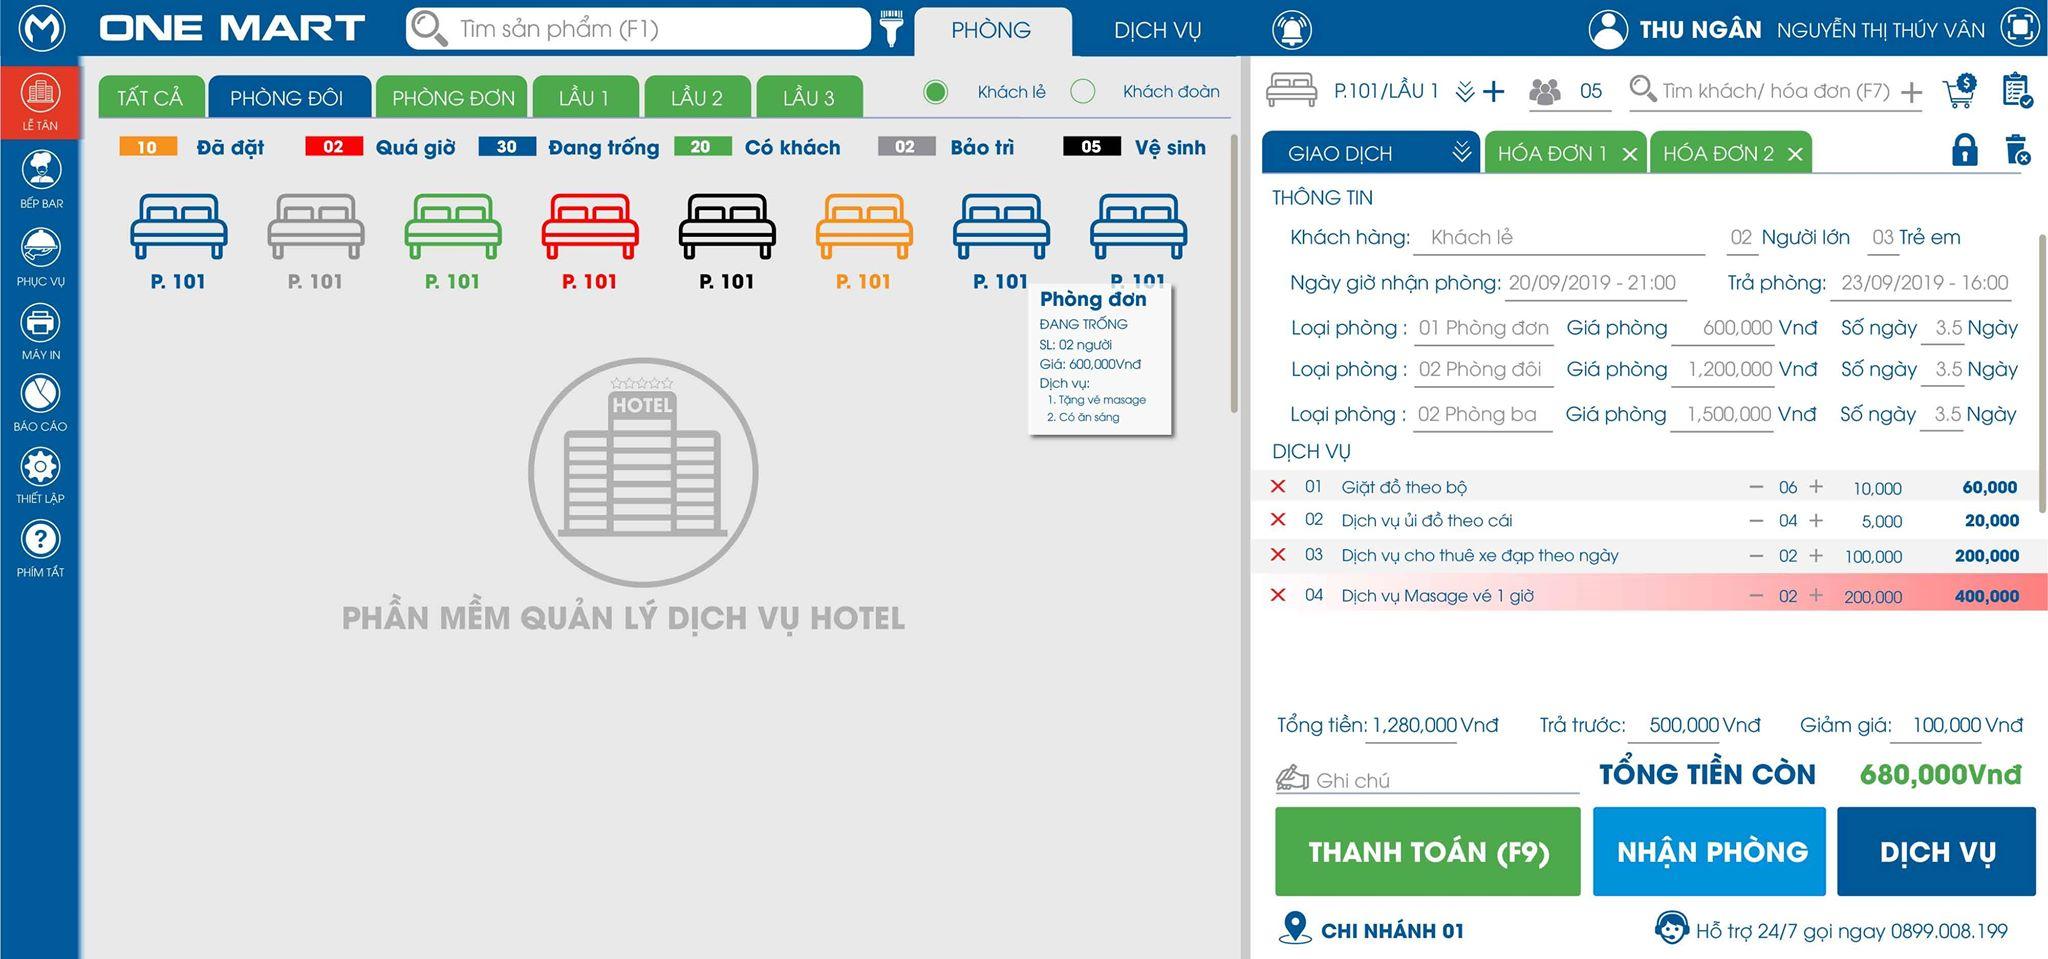 ONE MART
Tìm sản phẩm (F1)
PHÒNG
DỊCH VỤ
THU NGÂN NGUYỄN THỊ THÚY VÂN
LỄ TÂN
BẾP BAR
PHỤC VỤ
MÁY IN
BÁO CÁO
THIẾT LẬP
PHÍM TẮT
TẤT CẢ
PHÒNG ĐÔI
PHÒNG ĐƠN
LẦU 1
LẦU 2
LẦU 3
Khách lẻ
Khách đoàn
10 Đã đặt
02 Quá giờ
30 Đang trống
20 Có khách
02 Bảo trì
05 Vệ sinh
P. 101
P. 101
P. 101
P. 101
P. 101
P. 101
P. 101
P. 101
Phòng đơn
ĐANG TRỐNG
SL: 02 người
Giá: 600,000Vnđ
Dịch vụ:
1. Tặng vé masage
2. Có ăn sáng
HOTEL
PHẦN MỀM QUẢN LÝ DỊCH VỤ HOTEL
P.101/LẦU 1
05
Tìm khách/ hóa đơn (F7)
GIAO DỊCH
HÓA ĐƠN 1
HÓA ĐƠN 2
THÔNG TIN
Khách hàng: Khách lẻ 02 Người lớn 03 Trẻ em
Ngày giờ nhận phòng: 20/09/2019 - 21:00 Trả phòng: 23/09/2019 - 16:00
Loại phòng : 01 Phòng đơn Giá phòng 600,000 Vnđ Số ngày 3.5 Ngày
Loại phòng : 02 Phòng đôi Giá phòng 1,200,000 Vnđ Số ngày 3.5 Ngày
Loại phòng : 02 Phòng ba Giá phòng 1,500,000 Vnđ Số ngày 3.5 Ngày
DỊCH VỤ
01 Giặt đồ theo bộ − 06 + 10,000 60,000
02 Dịch vụ ủi đồ theo cái − 04 + 5,000 20,000
03 Dịch vụ cho thuê xe đạp theo ngày − 02 + 100,000 200,000
04 Dịch vụ Masage vé 1 giờ − 02 + 200,000 400,000
Tổng tiền: 1,280,000 Vnđ Trả trước: 500,000 Vnđ Giảm giá: 100,000 Vnđ
Ghi chú
TỔNG TIỀN CÒN 680,000Vnđ
THANH TOÁN (F9)
NHẬN PHÒNG
DỊCH VỤ
CHI NHÁNH 01
Hỗ trợ 24/7 gọi ngay 0899.008.199